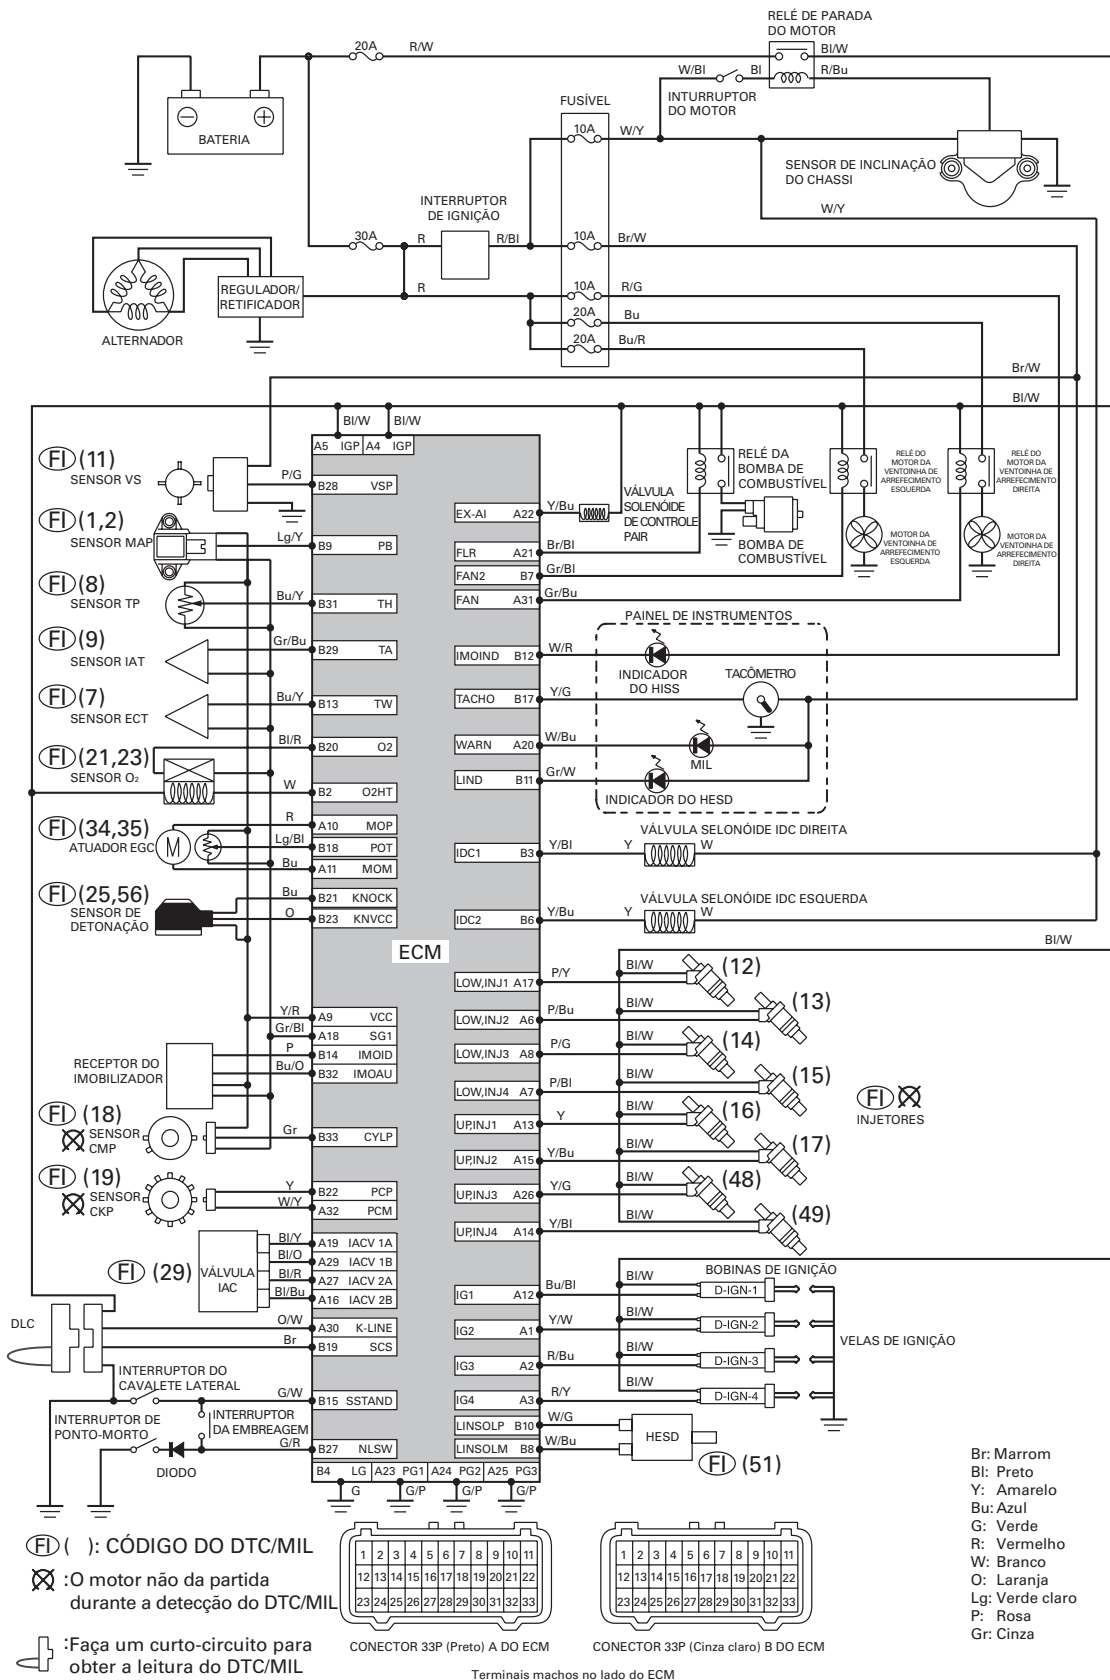 RELÉ DE PARADA
DO MOTOR
20A
R/W
Bl/W
W/Bl
Bl
R/Bu
INTURRUPTOR
DO MOTOR
FUSÍVEL
BATERIA
10A
W/Y
SENSOR DE INCLINAÇÃO
DO CHASSI
W/Y
INTERRUPTOR
DE IGNIÇÃO
30A
R
R/Bl
10A
Br/W
REGULADOR/
RETIFICADOR
R
10A
R/G
20A
Bu
20A
Bu/R
ALTERNADOR
Br/W
Bl/W
Bl/W
Bl/W
A5 IGP
A4 IGP
FI (11)
SENSOR VS
P/G
B28 VSP
FI (1,2)
SENSOR MAP
Lg/Y
B9 PB
FI (8)
SENSOR TP
Bu/Y
B31 TH
FI (9)
SENSOR IAT
Gr/Bu
B29 TA
FI (7)
SENSOR ECT
Bu/Y
B13 TW
FI (21,23)
SENSOR O₂
Bl/R
B20 O2
W
B2 O2HT
FI (34,35)
ATUADOR EGC
M
R
A10 MOP
Lg/Bl
B18 POT
Bu
A11 MOM
FI (25,56)
SENSOR DE
DETONAÇÃO
Bu
B21 KNOCK
O
B23 KNVCC
ECM
Y/R
A9 VCC
Gr/Bl
A18 SG1
RECEPTOR DO
IMOBILIZADOR
P
B14 IMOID
Bu/O
B32 IMOAU
FI (18)
SENSOR
CMP
Gr
B33 CYLP
FI (19)
SENSOR
CKP
Y
B22 PCP
W/Y
A32 PCM
FI (29)
VÁLVULA
IAC
Bl/Y
A19 IACV 1A
Bl/O
A29 IACV 1B
Bl/R
A27 IACV 2A
Bl/Bu
A16 IACV 2B
DLC
O/W
A30 K-LINE
Br
B19 SCS
INTERRUPTOR DO
CAVALETE LATERAL
G/W
B15 SSTAND
INTERRUPTOR DE
PONTO-MORTO
INTERRUPTOR
DA EMBREAGEM
G/R
B27 NLSW
DIODO
B4 LG
A23 PG1
A24 PG2
A25 PG3
G
G/P
G/P
G/P
EX-AI A22
Y/Bu
VÁLVULA
SOLENÓIDE
DE CONTROLE
PAIR
RELÉ DA
BOMBA DE
COMBUSTÍVEL
BOMBA DE
COMBUSTÍVEL
RELÉ DO
MOTOR DA
VENTOINHA DE
ARREFECIMENTO
ESQUERDA
RELÉ DO
MOTOR DA
VENTOINHA DE
ARREFECIMENTO
DIREITA
MOTOR DA
VENTOINHA DE
ARREFECIMENTO
ESQUERDA
MOTOR DA
VENTOINHA DE
ARREFECIMENTO
DIREITA
FLR A21
Br/Bl
FAN2 B7
Gr/Bl
FAN A31
Gr/Bu
PAINEL DE INSTRUMENTOS
IMOIND B12
W/R
INDICADOR
DO HISS
TACÔMETRO
TACHO B17
Y/G
WARN A20
W/Bu
MIL
LIND B11
Gr/W
INDICADOR DO HESD
VÁLVULA SELONÓIDE IDC DIREITA
IDC1 B3
Y/Bl
Y
W
VÁLVULA SELONÓIDE IDC ESQUERDA
IDC2 B6
Y/Bu
Y
W
Bl/W
LOW,INJ1 A17
P/Y
Bl/W
(12)
LOW,INJ2 A6
P/Bu
Bl/W
(13)
LOW,INJ3 A8
P/G
Bl/W
(14)
LOW,INJ4 A7
P/Bl
Bl/W
(15)
UP,INJ1 A13
Y
Bl/W
(16)
UP,INJ2 A15
Y/Bu
Bl/W
(17)
UP,INJ3 A26
Y/G
Bl/W
(48)
UP,INJ4 A14
Y/Bl
Bl/W
(49)
FI
INJETORES
BOBINAS DE IGNIÇÃO
IG1 A12
Bu/Bl
Bl/W
D-IGN-1
IG2 A1
Y/W
Bl/W
D-IGN-2
IG3 A2
R/Bu
Bl/W
D-IGN-3
IG4 A3
R/Y
Bl/W
D-IGN-4
VELAS DE IGNIÇÃO
LINSOLP B10
W/G
LINSOLM B8
W/Bu
HESD
FI (51)
Br: Marrom
Bl: Preto
Y: Amarelo
Bu: Azul
G: Verde
R: Vermelho
W: Branco
O: Laranja
Lg: Verde claro
P: Rosa
Gr: Cinza
FI ( ): CÓDIGO DO DTC/MIL
:O motor não da partida
durante a detecção do DTC/MIL
:Faça um curto-circuito para
obter a leitura do DTC/MIL
1 2 3 4 5 6 7 8 9 10 11
12 13 14 15 16 17 18 19 20 21 22
23 24 25 26 27 28 29 30 31 32 33
CONECTOR 33P (Preto) A DO ECM
1 2 3 4 5 6 7 8 9 10 11
12 13 14 15 16 17 18 19 20 21 22
23 24 25 26 27 28 29 30 31 32 33
CONECTOR 33P (Cinza claro) B DO ECM
Terminais machos no lado do ECM